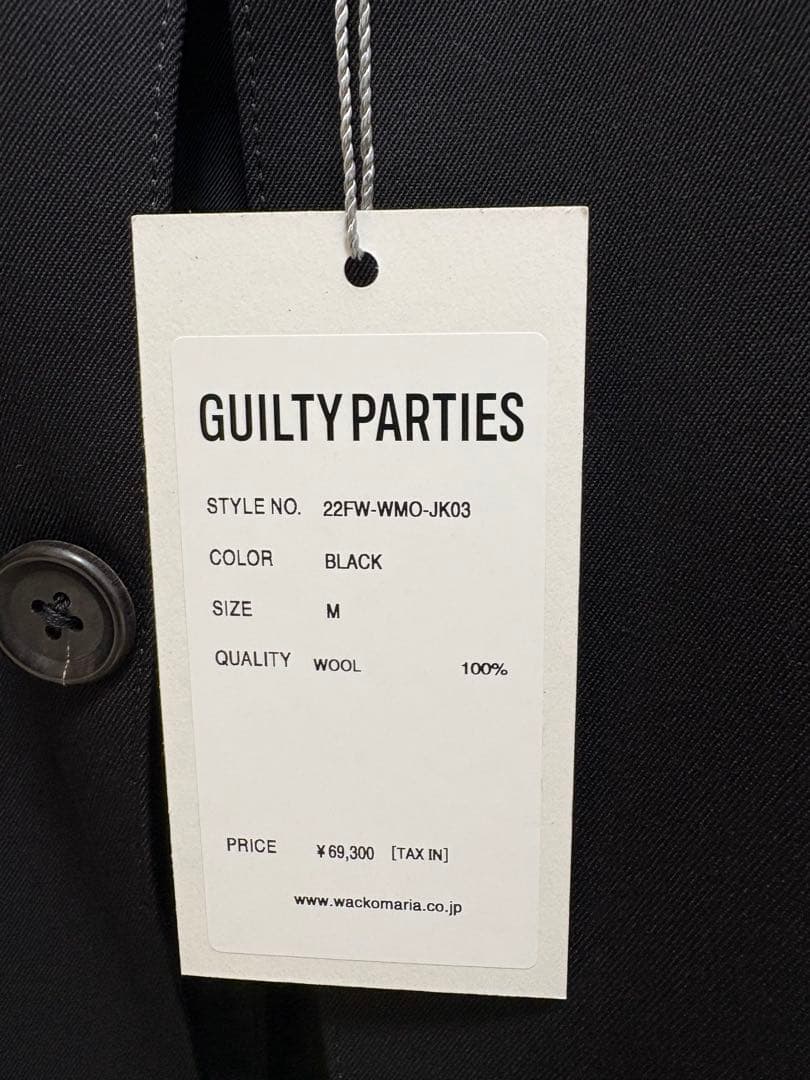 GUILTY PARTIES
STYLE NO. 22FW-WMO-JK03
COLOR BLACK
SIZE M
QUALITY WOOL 100%
PRICE ¥69,300 [TAX IN]
www.wackomaria.co.jp